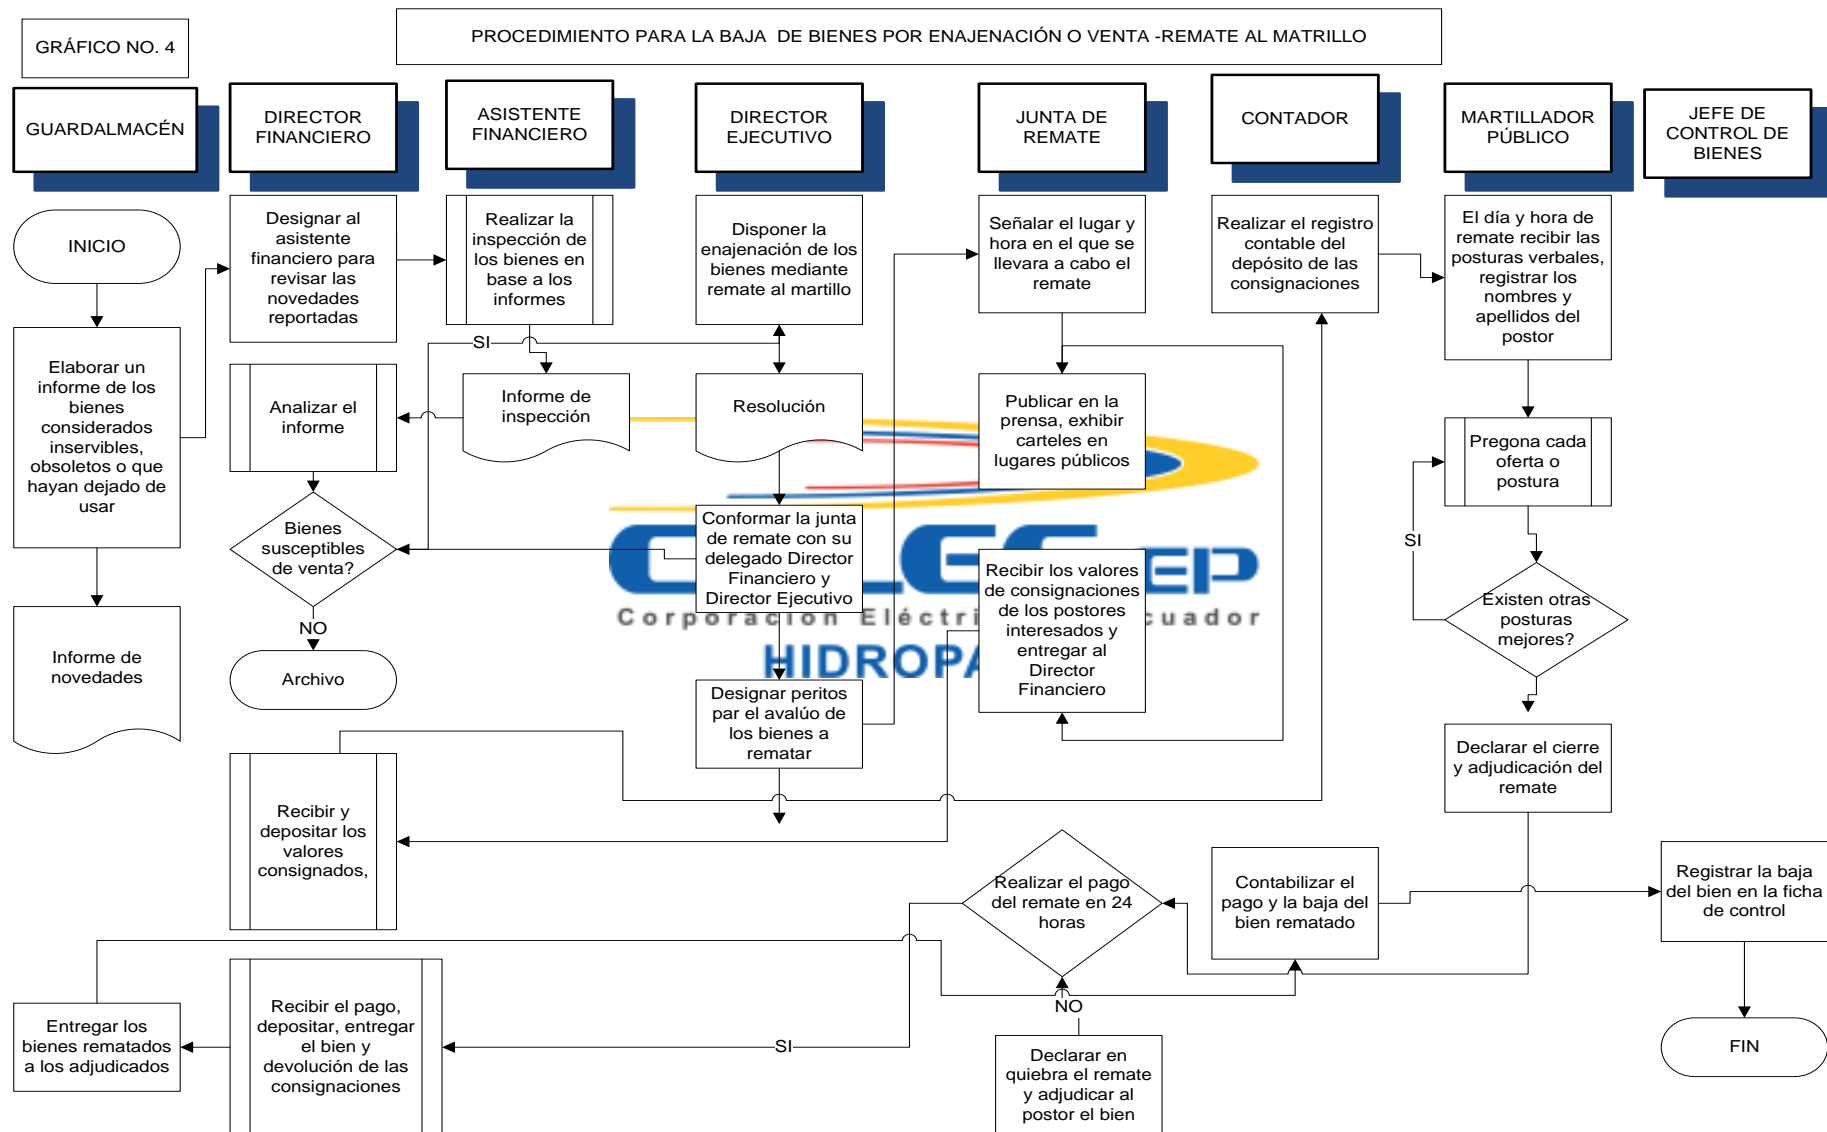 GRÁFICO NO. 4
PROCEDIMIENTO PARA LA BAJA DE BIENES POR ENAJENACIÓN O VENTA -REMATE AL MATRILLO
GUARDALMACÉN
DIRECTOR
FINANCIERO
ASISTENTE
FINANCIERO
DIRECTOR
EJECUTIVO
JUNTA DE
REMATE
CONTADOR
MARTILLADOR
PÚBLICO
JEFE DE
CONTROL DE
BIENES
INICIO
Designar al
asistente
financiero para
revisar las
novedades
reportadas
Realizar la
inspección de
los bienes en
base a los
informes
Disponer la
enajenación de los
bienes mediante
remate al martillo
Señalar el lugar y
hora en el que se
llevara a cabo el
remate
Realizar el registro
contable del
depósito de las
consignaciones
El día y hora de
remate recibir las
posturas verbales,
registrar los
nombres y
apellidos del
postor
SI
Elaborar un
informe de los
bienes
considerados
inservibles,
obsoletos o que
hayan dejado de
usar
Analizar el
informe
Informe de
inspección
Resolución
Publicar en la
prensa, exhibir
carteles en
lugares públicos
Pregona cada
oferta o
postura
Bienes
susceptibles
de venta?
Conformar la junta
de remate con su
delegado Director
Financiero y
Director Ejecutivo
Recibir los valores
de consignaciones
de los postores
interesados y
entregar al
Director
Financiero
SI
Existen otras
posturas
mejores?
EP
Corporación Eléctri
cuador
HIDROPA
NO
Informe de
novedades
Archivo
Designar peritos
par el avalúo de
los bienes a
rematar
Declarar el cierre
y adjudicación del
remate
Recibir y
depositar los
valores
consignados,
Realizar el pago
del remate en 24
horas
Contabilizar el
pago y la baja del
bien rematado
Registrar la baja
del bien en la ficha
de control
NO
Entregar los
bienes rematados
a los adjudicados
Recibir el pago,
depositar, entregar
el bien y
devolución de las
consignaciones
SI
Declarar en
quiebra el remate
y adjudicar al
postor el bien
FIN